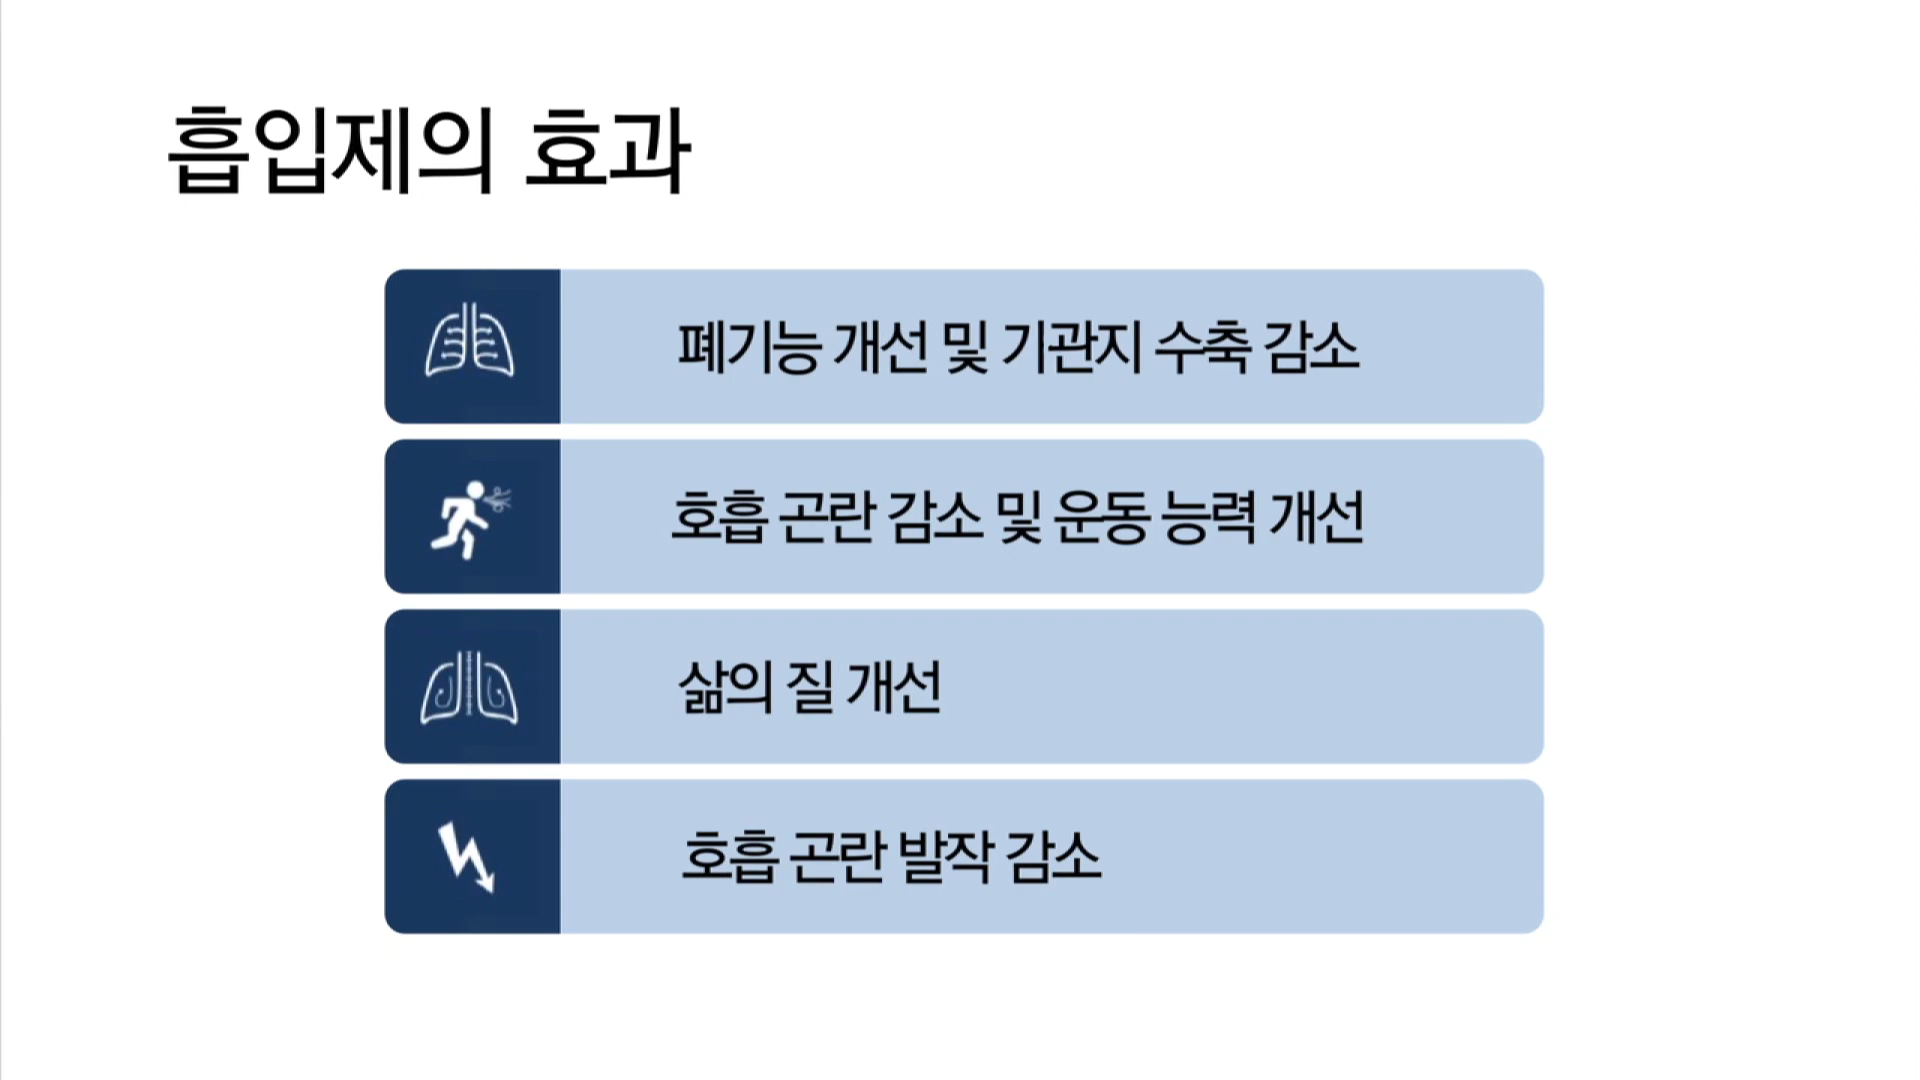 흡입제의 효과
폐기능 개선 및 기관지 수축 감소
호흡 곤란 감소 및 운동 능력 개선
삶의 질 개선
호흡 곤란 발작 감소